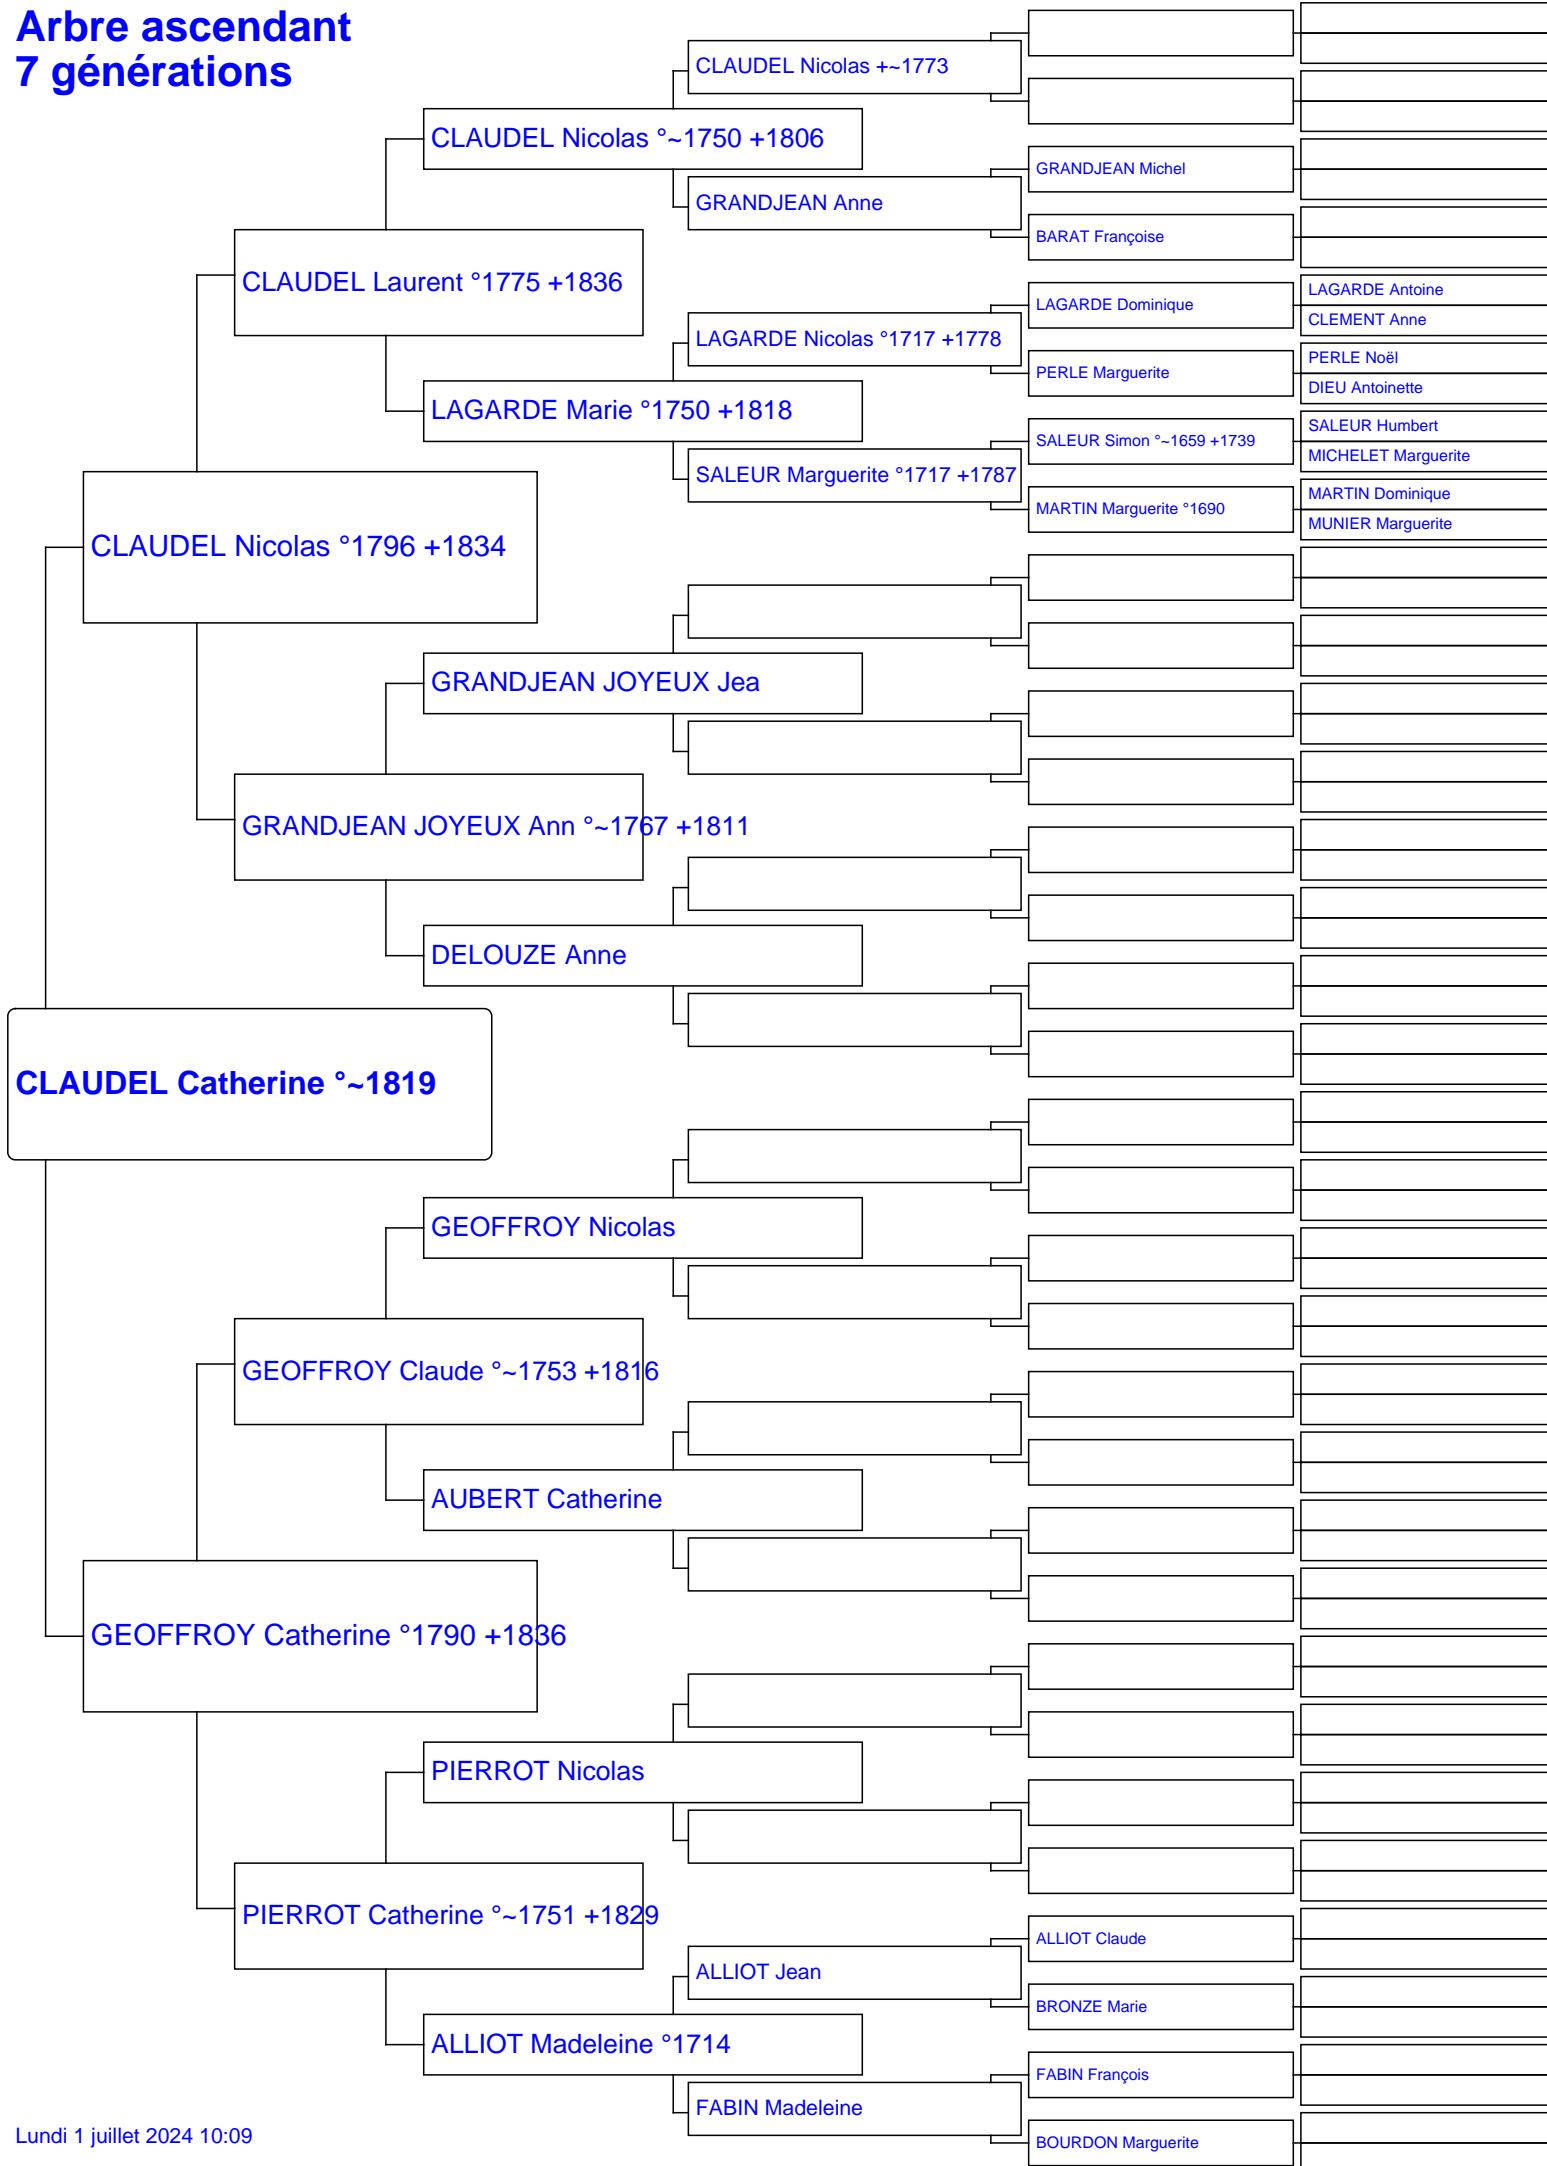 Arbre ascendant
7 générations
CLAUDEL Nicolas +~1773
CLAUDEL Nicolas °~1750 +1806
GRANDJEAN Michel
GRANDJEAN Anne
BARAT Françoise
CLAUDEL Laurent °1775 +1836
LAGARDE Antoine
LAGARDE Dominique
CLEMENT Anne
LAGARDE Nicolas °1717 +1778
PERLE Noël
PERLE Marguerite
DIEU Antoinette
LAGARDE Marie °1750 +1818
SALEUR Humbert
SALEUR Simon °~1659 +1739
MICHELET Marguerite
SALEUR Marguerite °1717 +1787
MARTIN Dominique
MARTIN Marguerite °1690
MUNIER Marguerite
CLAUDEL Nicolas °1796 +1834
GRANDJEAN JOYEUX Jea
GRANDJEAN JOYEUX Ann °~1767 +1811
DELOUZE Anne
CLAUDEL Catherine °~1819
GEOFFROY Nicolas
GEOFFROY Claude °~1753 +1816
AUBERT Catherine
GEOFFROY Catherine °1790 +1836
PIERROT Nicolas
PIERROT Catherine °~1751 +1829
ALLIOT Claude
ALLIOT Jean
BRONZE Marie
ALLIOT Madeleine °1714
FABIN François
FABIN Madeleine
BOURDON Marguerite
Lundi 1 juillet 2024 10:09